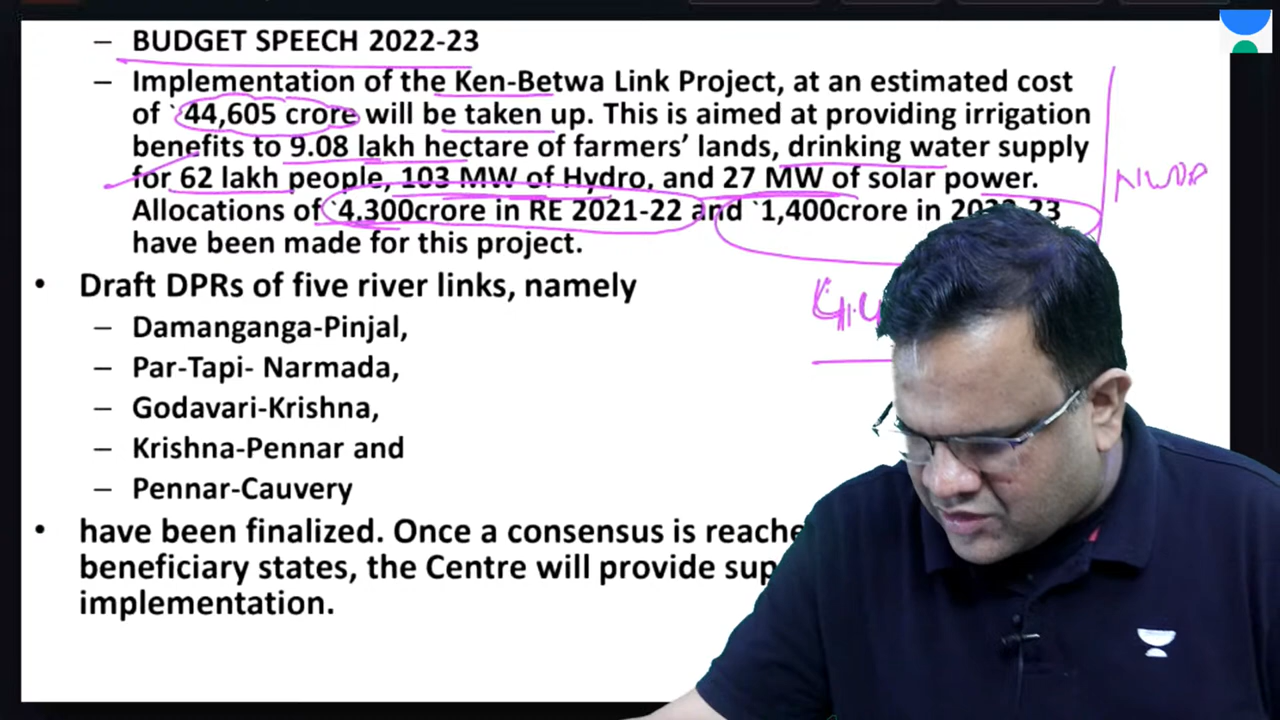 – BUDGET SPEECH 2022-23
– Implementation of the Ken-Betwa Link Project, at an estimated cost
of `44,605 crore will be taken up. This is aimed at providing irrigation
benefits to 9.08 lakh hectare of farmers’ lands, drinking water supply
for 62 lakh people, 103 MW of Hydro, and 27 MW of solar power.
Allocations of `4,300crore in RE 2021-22 and `1,400crore in 2022-23
have been made for this project.
• Draft DPRs of five river links, namely
– Damanganga-Pinjal,
– Par-Tapi- Narmada,
– Godavari-Krishna,
– Krishna-Pennar and
– Pennar-Cauvery
• have been finalized. Once a consensus is
beneficiary states, the Centre will provide
implementation.